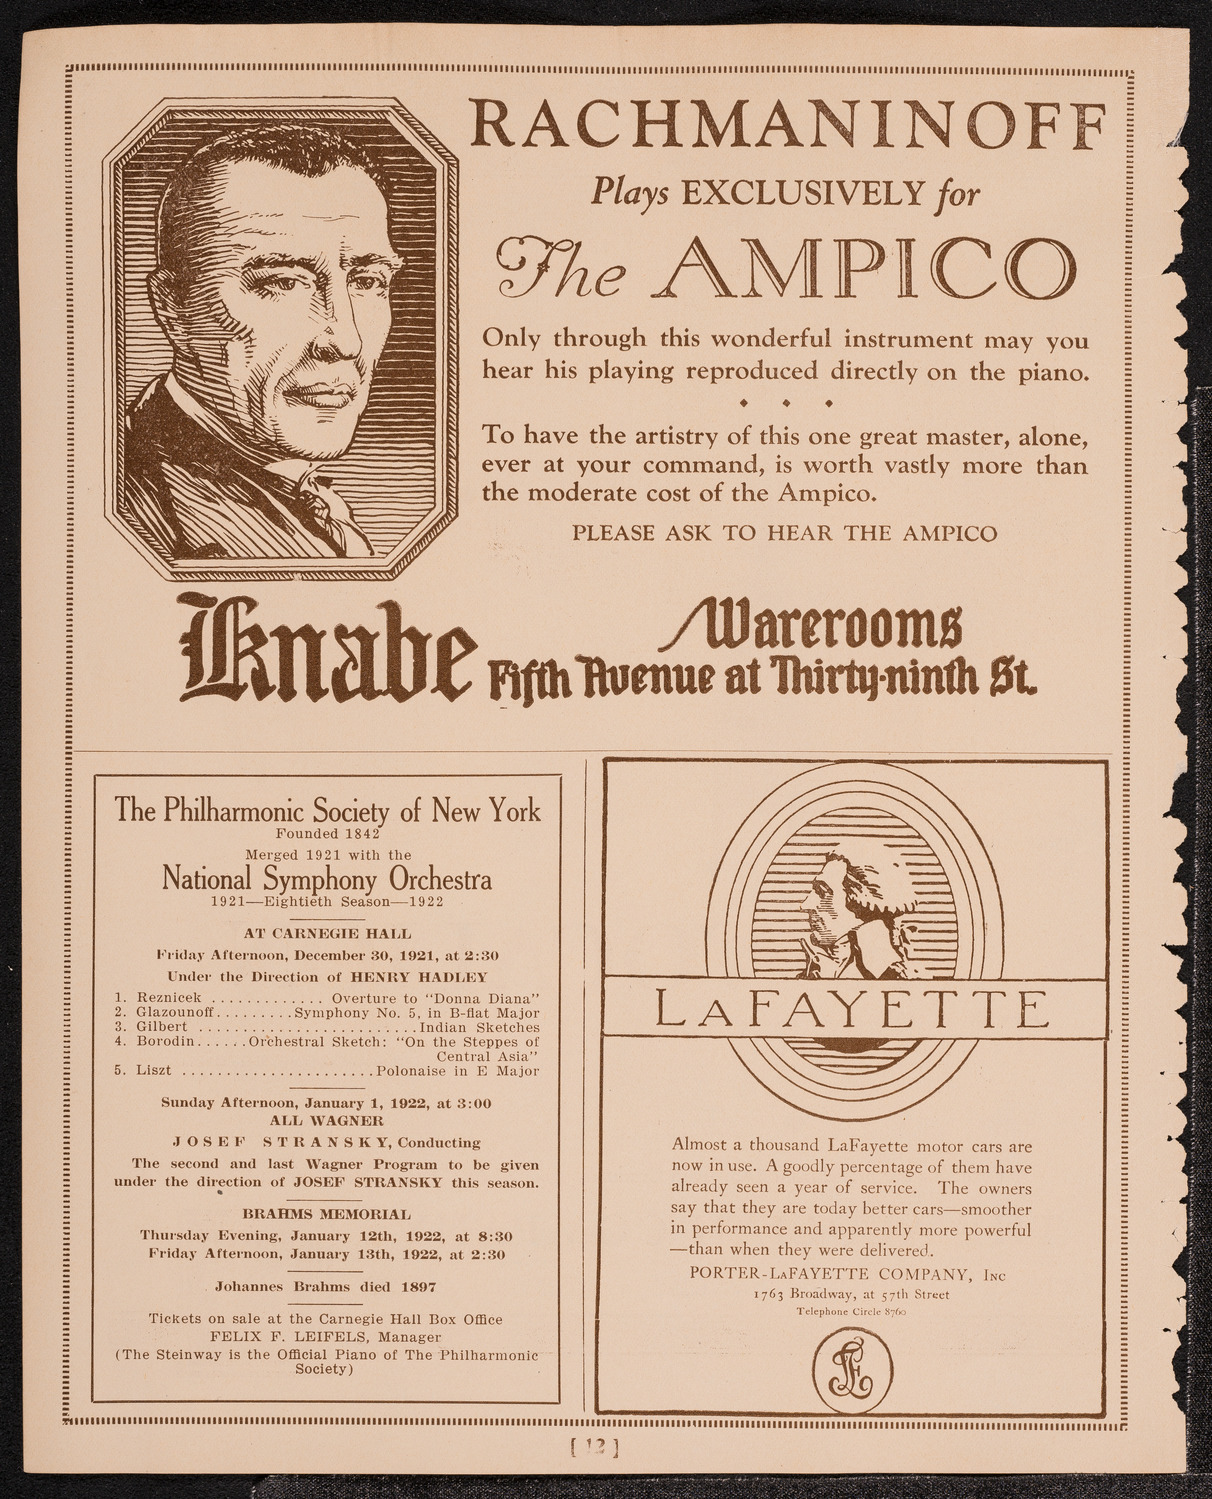 RACHMANINOFF
Plays EXCLUSIVELY for
The AMPICO
Only through this wonderful instrument may you
hear his playing reproduced directly on the piano.
To have the artistry of this one great master, alone,
ever at your command, is worth vastly more than
the moderate cost of the Ampico.
PLEASE ASK TO HEAR THE AMPICO
Knabe Warerooms
Fifth Avenue at Thirty-ninth St.
The Philharmonic Society of New York
Founded 1842
Merged 1921 with the
National Symphony Orchestra
1921—Eightieth Season—1922
AT CARNEGIE HALL
Friday Afternoon, December 30, 1921, at 2:30
Under the Direction of HENRY HADLEY
1. Reznicek ............. Overture to "Donna Diana"
2. Glazounoff.........Symphony No. 5, in B-flat Major
3. Gilbert .........................Indian Sketches
4. Borodin......Orchestral Sketch: "On the Steppes of
Central Asia"
5. Liszt ......................Polonaise in E Major
Sunday Afternoon, January 1, 1922, at 3:00
ALL WAGNER
JOSEF STRANSKY, Conducting
The second and last Wagner Program to be given
under the direction of JOSEF STRANSKY this season.
BRAHMS MEMORIAL
Thursday Evening, January 12th, 1922, at 8:30
Friday Afternoon, January 13th, 1922, at 2:30
Johannes Brahms died 1897
Tickets on sale at the Carnegie Hall Box Office
FELIX F. LEIFELS, Manager
(The Steinway is the Official Piano of The Philharmonic
Society)
LAFAYETTE
Almost a thousand LaFayette motor cars are
now in use. A goodly percentage of them have
already seen a year of service. The owners
say that they are today better cars—smoother
in performance and apparently more powerful
—than when they were delivered.
PORTER-LAFAYETTE COMPANY, INC
1763 Broadway, at 57th Street
Telephone Circle 8760
[ 12 ]